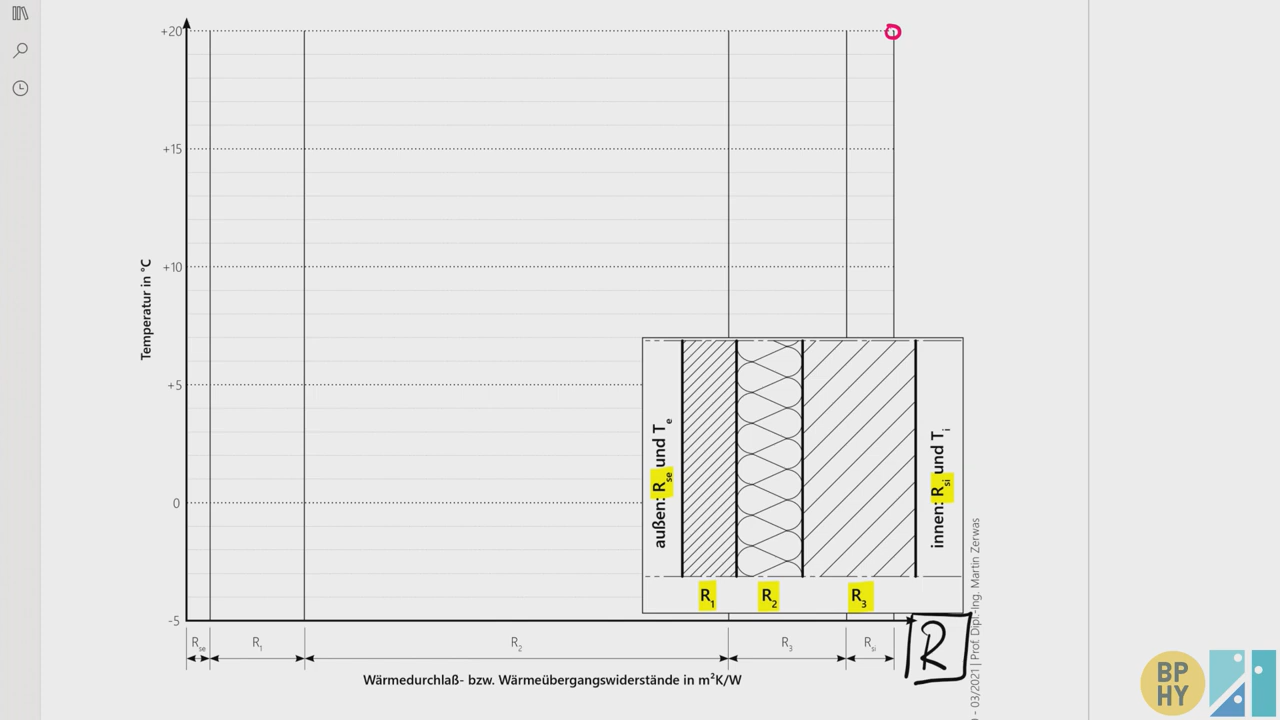 +20
+15
+10
+5
0
-5
Temperatur in °C
außen: Rse und Te
innen: Rsi und Ti
R1
R2
R3
R
Rse
R1
R2
R3
Rsi
Wärmedurchlaß- bzw. Wärmeübergangswiderstände in m²K/W
- 03/2021 | Prof. Dipl.-Ing. Martin Zerwas
BP
HY